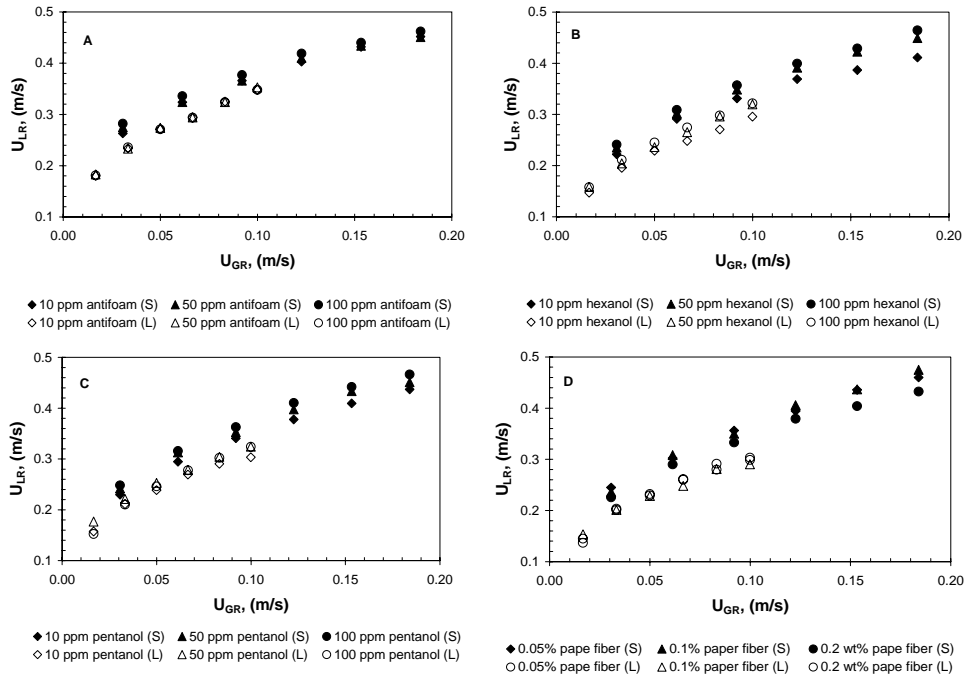 A
0.5
0.4
0.3
0.2
0.1
U_LR, (m/s)
0.00 0.05 0.10 0.15 0.20
U_GR, (m/s)
◆ 10 ppm antifoam (S) ▲ 50 ppm antifoam (S) ● 100 ppm antifoam (S)
◇ 10 ppm antifoam (L) △ 50 ppm antifoam (L) ○ 100 ppm antifoam (L)
B
0.5
0.4
0.3
0.2
0.1
U_LR, (m/s)
0.00 0.05 0.10 0.15 0.20
U_GR, (m/s)
◆ 10 ppm hexanol (S) ▲ 50 ppm hexanol (S) ● 100 ppm hexanol (S)
◇ 10 ppm hexanol (L) △ 50 ppm hexanol (L) ○ 100 ppm hexanol (L)
C
0.5
0.4
0.3
0.2
0.1
U_LR, (m/s)
0.00 0.05 0.10 0.15 0.20
U_GR, (m/s)
◆ 10 ppm pentanol (S) ▲ 50 ppm pentanol (S) ● 100 ppm pentanol (S)
◇ 10 ppm pentanol (L) △ 50 ppm pentanol (L) ○ 100 ppm pentanol (L)
D
0.5
0.4
0.3
0.2
0.1
U_LR, (m/s)
0.00 0.05 0.10 0.15 0.20
U_GR, (m/s)
◆ 0.05% pape fiber (S) ▲ 0.1% paper fiber (S) ● 0.2 wt% pape fiber (S)
○ 0.05% pape fiber (L) △ 0.1% paper fiber (L) ○ 0.2 wt% pape fiber (L)